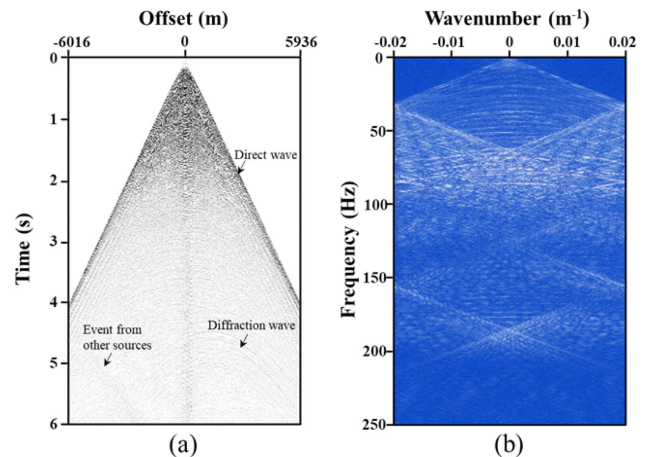 Offset (m)
-6016 0 5936
0
1
2
3
4
5
6
Time (s)
Direct wave
Diffraction wave
Event from
other sources
(a)
Wavenumber (m-1)
-0.02 -0.01 0 0.01 0.02
0
50
100
150
200
250
Frequency (Hz)
(b)